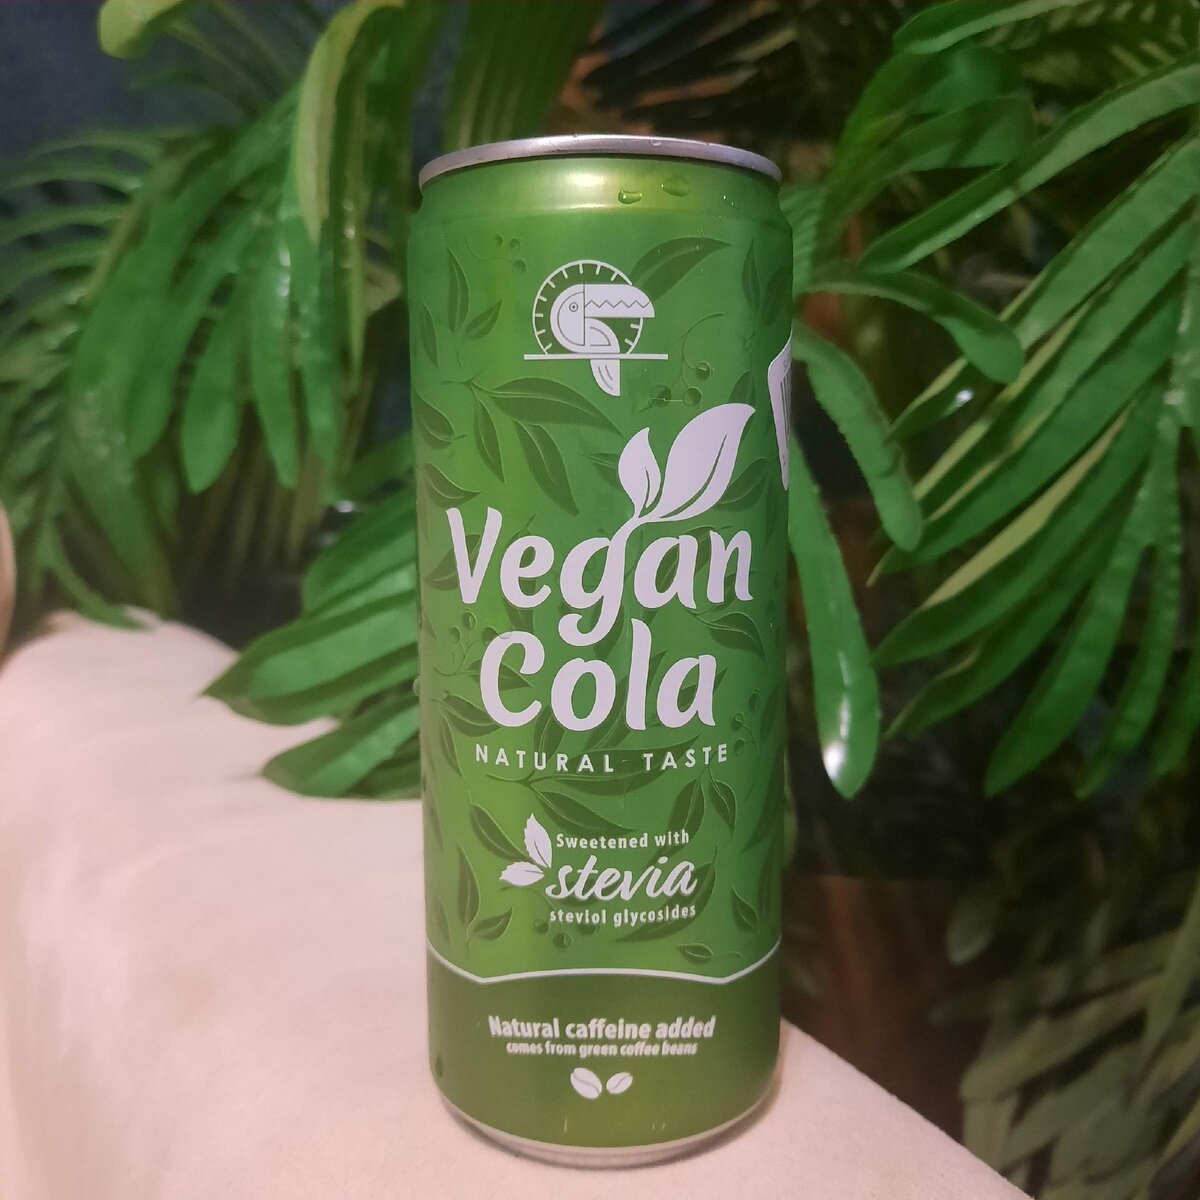 Vegan
Cola
NATURAL TASTE
Sweetened with
stevia
steviol glycosides
Natural caffeine added
comes from green coffee beans